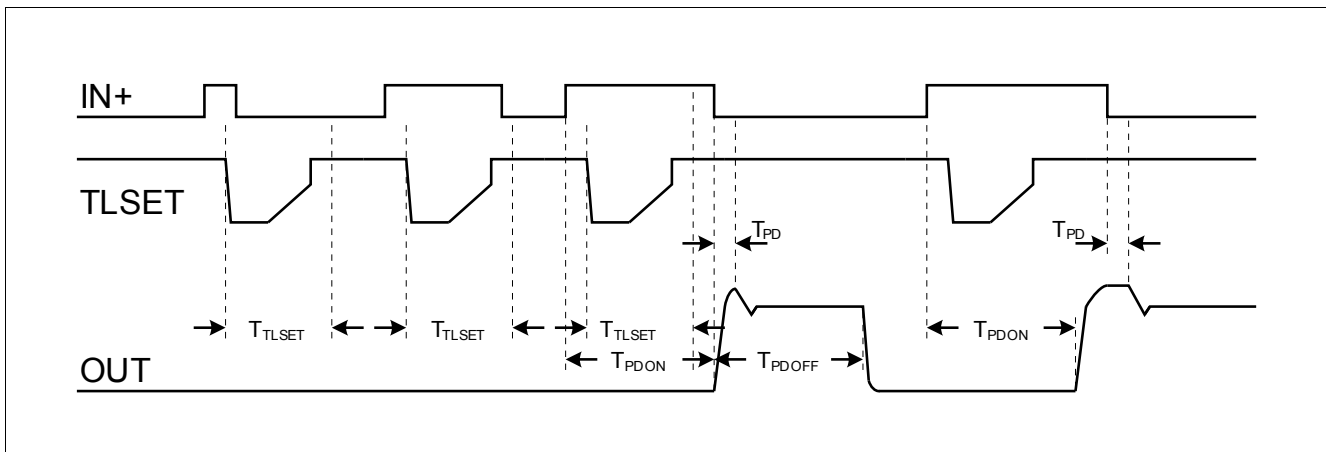 IN+
TLSET
TPD TPD
TTLSET TTLSET TTLSET TPDON
TPDON TPDOFF
OUT